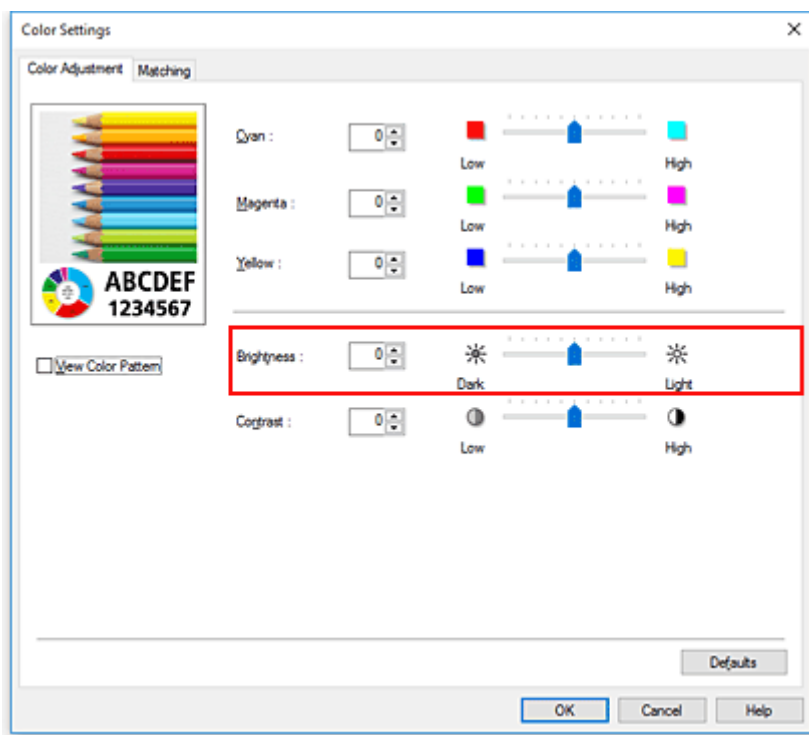 Color Settings
Color Adjustment Matching
Cyan : 0
Low High
Magenta : 0
Low High
Yellow : 0
Low High
ABCDEF
1234567
View Color Pattern
Brightness : 0
Dark Light
Contrast : 0
Low High
Defaults
OK Cancel Help